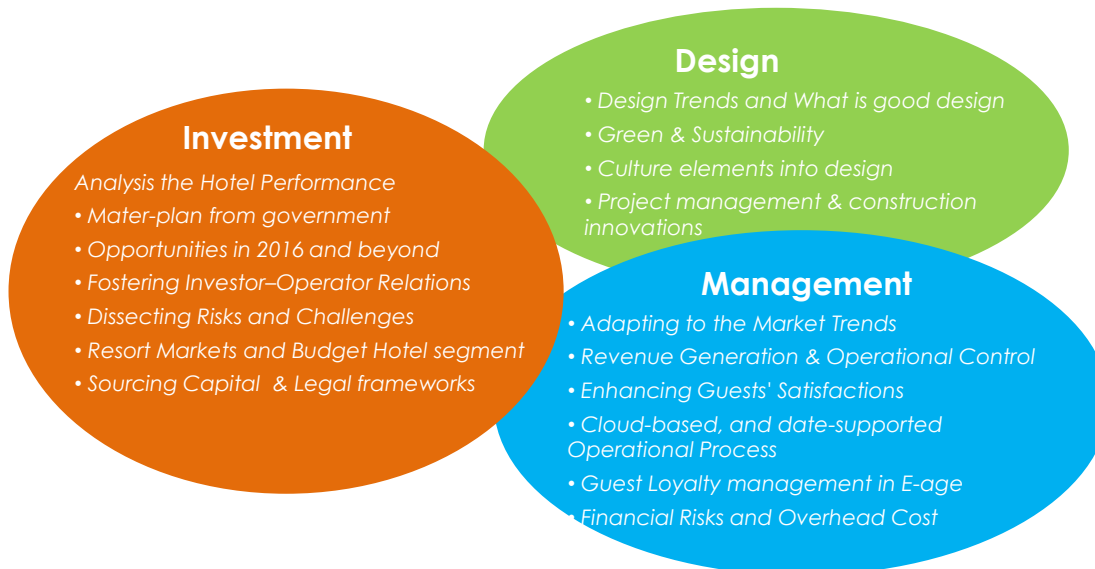 Investment
Analysis the Hotel Performance
• Mater-plan from government
• Opportunities in 2016 and beyond
• Fostering Investor–Operator Relations
• Dissecting Risks and Challenges
• Resort Markets and Budget Hotel segment
• Sourcing Capital & Legal frameworks
Design
• Design Trends and What is good design
• Green & Sustainability
• Culture elements into design
• Project management & construction
innovations
Management
• Adapting to the Market Trends
• Revenue Generation & Operational Control
• Enhancing Guests' Satisfactions
• Cloud-based, and date-supported
Operational Process
• Guest Loyalty management in E-age
• Financial Risks and Overhead Cost